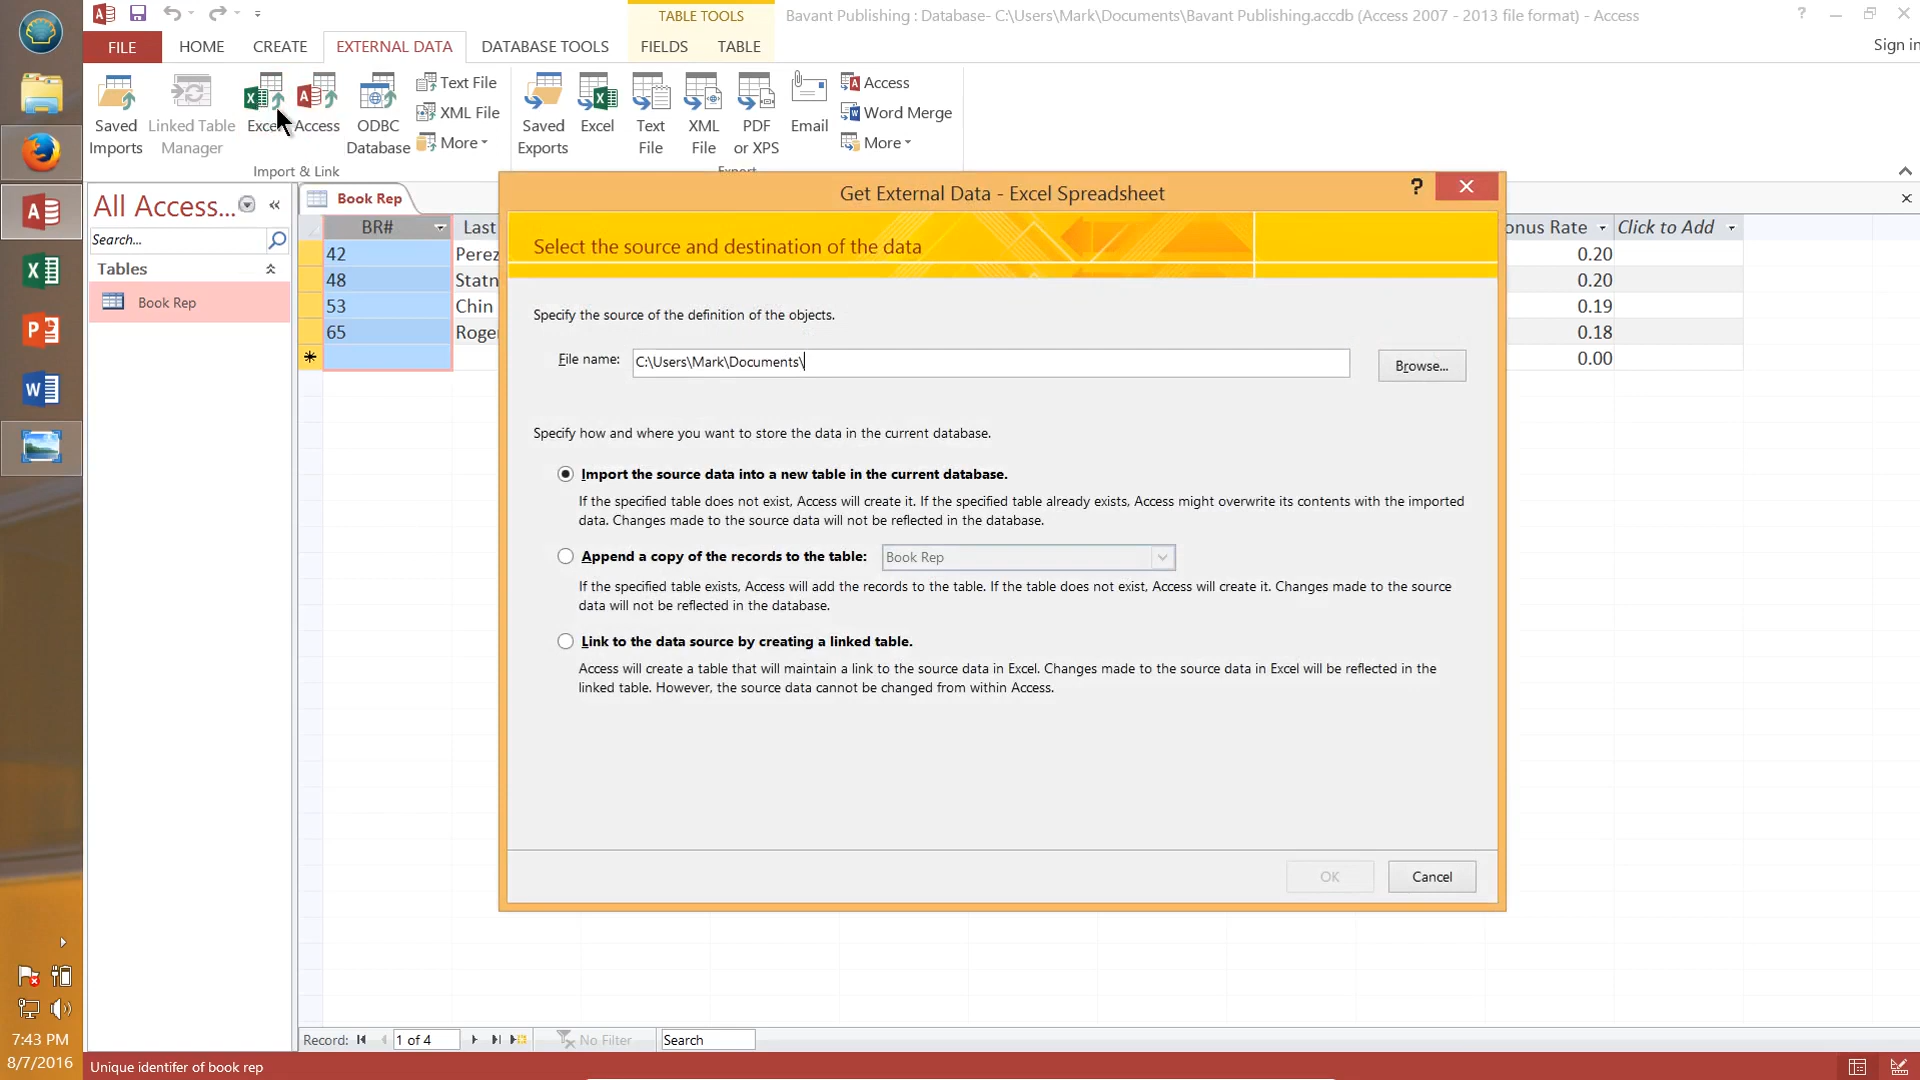 TABLE TOOLS
Bavant Publishing : Database- C:\Users\Mark\Documents\Bavant Publishing.accdb (Access 2007 - 2013 file format) - Access
?
FILE
HOME
CREATE
EXTERNAL DATA
DATABASE TOOLS
FIELDS
TABLE
Sign in
Saved
Imports
Linked Table
Manager
Excel
Access
ODBC
Database
Text File
XML File
More
Import & Link
Saved
Exports
Excel
Text
File
XML
File
PDF
or XPS
Email
Access
Word Merge
More
Export
All Access...
Search...
Tables
Book Rep
Book Rep
BR#
Last
onus Rate
Click to Add
42
Perez
0.20
48
Statn
0.20
53
Chin
0.19
65
Roger
0.18
0.00
Get External Data - Excel Spreadsheet
?
Select the source and destination of the data
Specify the source of the definition of the objects.
File name:
C:\Users\Mark\Documents\
Browse...
Specify how and where you want to store the data in the current database.
Import the source data into a new table in the current database.
If the specified table does not exist, Access will create it. If the specified table already exists, Access might overwrite its contents with the imported
data. Changes made to the source data will not be reflected in the database.
Append a copy of the records to the table:
Book Rep
If the specified table exists, Access will add the records to the table. If the table does not exist, Access will create it. Changes made to the source
data will not be reflected in the database.
Link to the data source by creating a linked table.
Access will create a table that will maintain a link to the source data in Excel. Changes made to the source data in Excel will be reflected in the
linked table. However, the source data cannot be changed from within Access.
OK
Cancel
Record:
1 of 4
No Filter
Search
7:43 PM
8/7/2016
Unique identifer of book rep